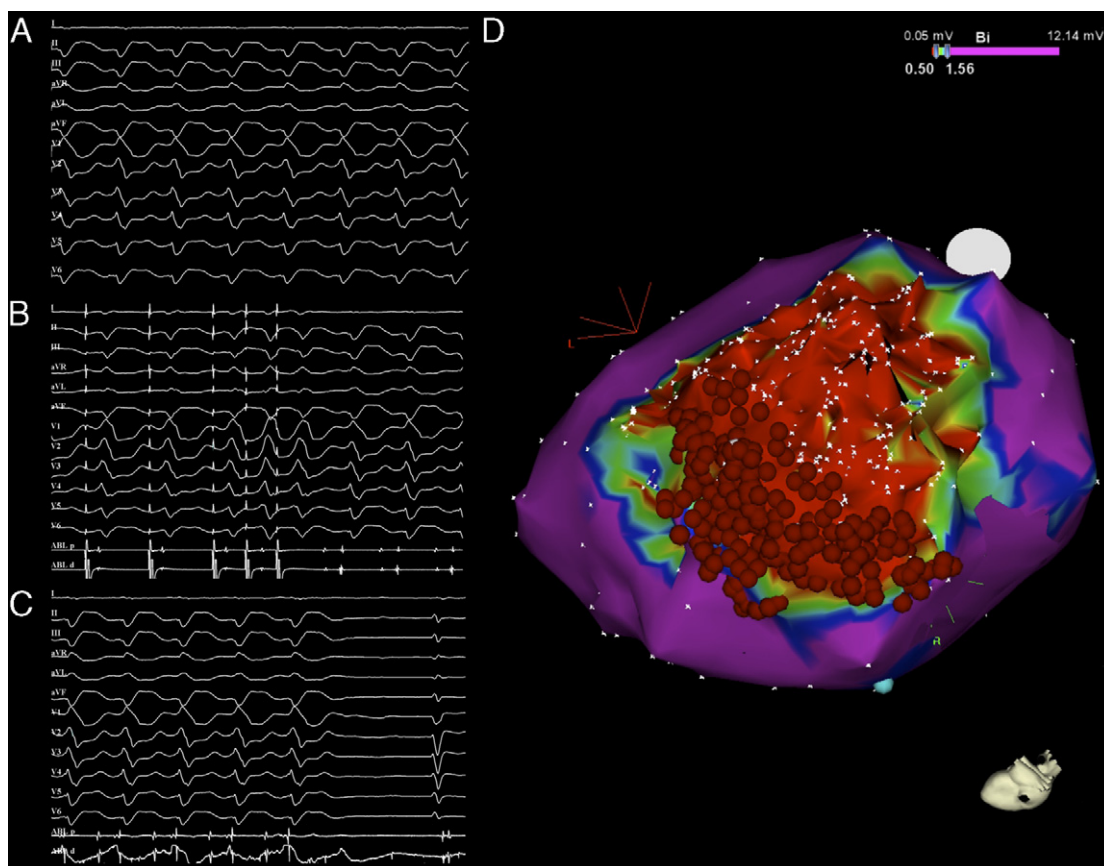 A
I
II
III
aVR
aVL
aVF
V1
V2
V3
V4
V5
V6
B
I
II
III
aVR
aVL
aVF
V1
V2
V3
V4
V5
V6
ABL p
ABL d
C
I
II
III
aVR
aVL
aVF
V1
V2
V3
V4
V5
V6
ABL p
ABL d
D
0.05 mV Bi 12.14 mV
0.50 1.56
L
R